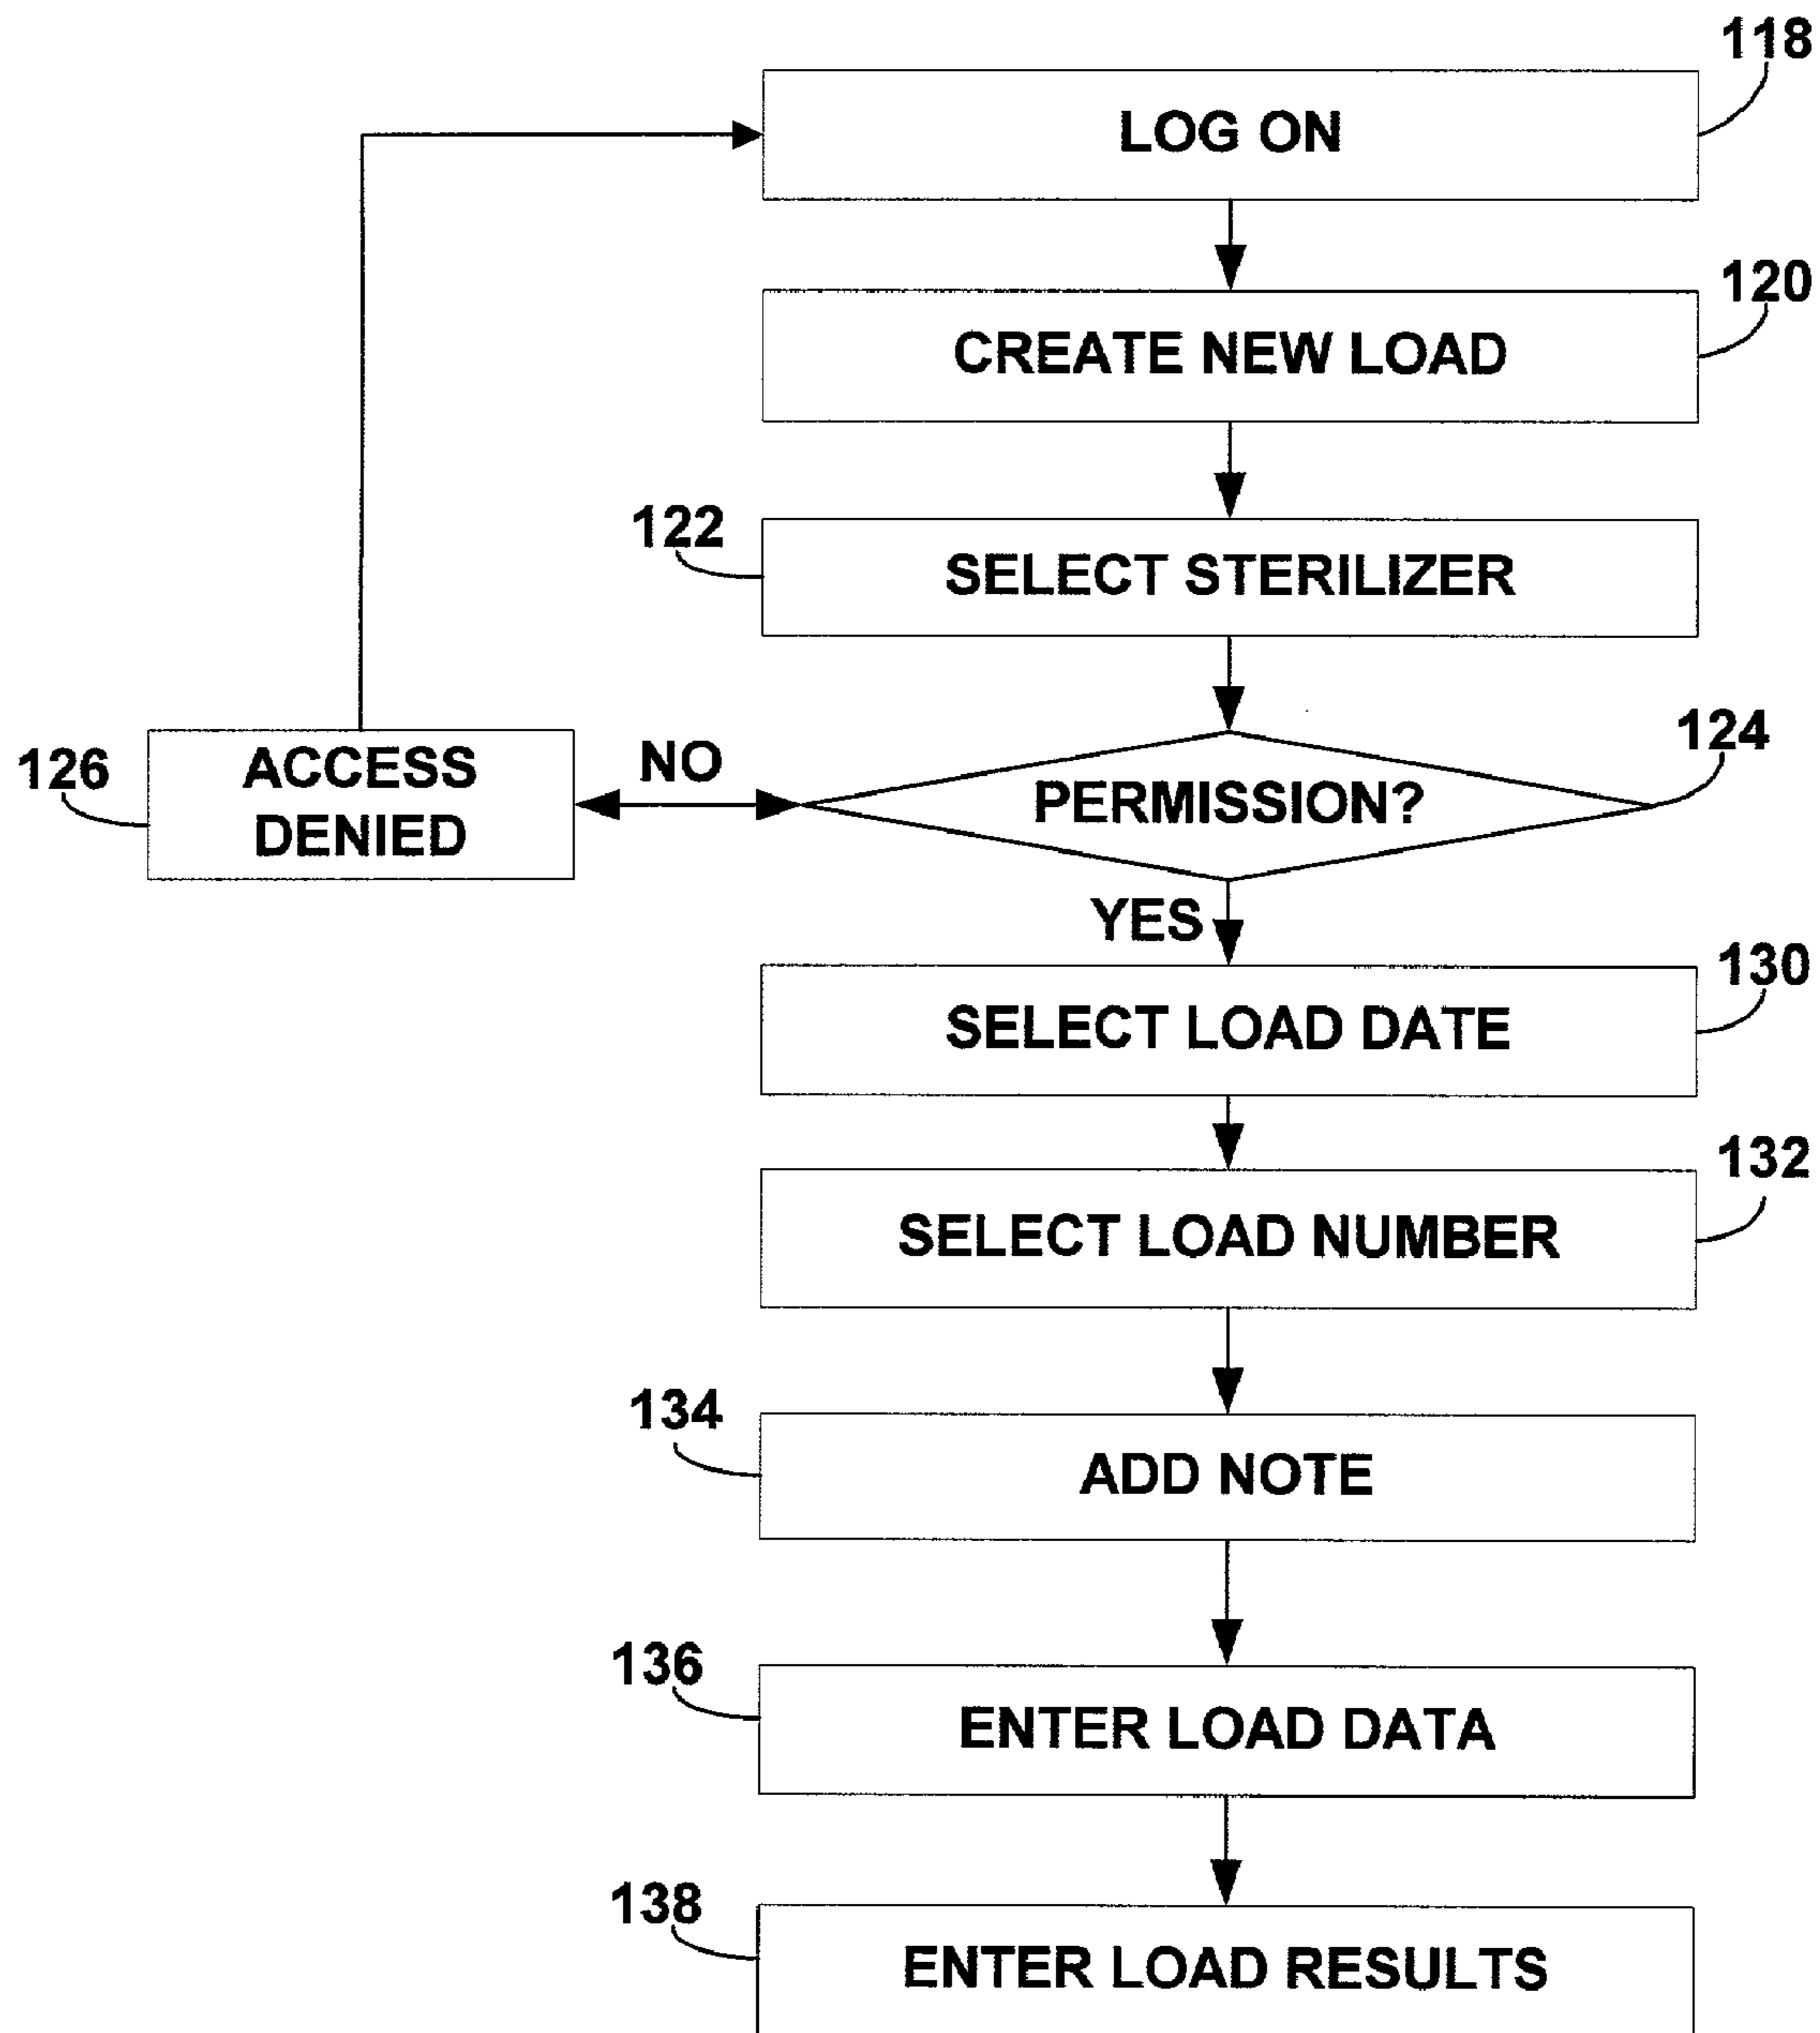 118
LOG ON
120
CREATE NEW LOAD
122
SELECT STERILIZER
124
PERMISSION?
NO
126
ACCESS
DENIED
YES
130
SELECT LOAD DATE
132
SELECT LOAD NUMBER
134
ADD NOTE
136
ENTER LOAD DATA
138
ENTER LOAD RESULTS